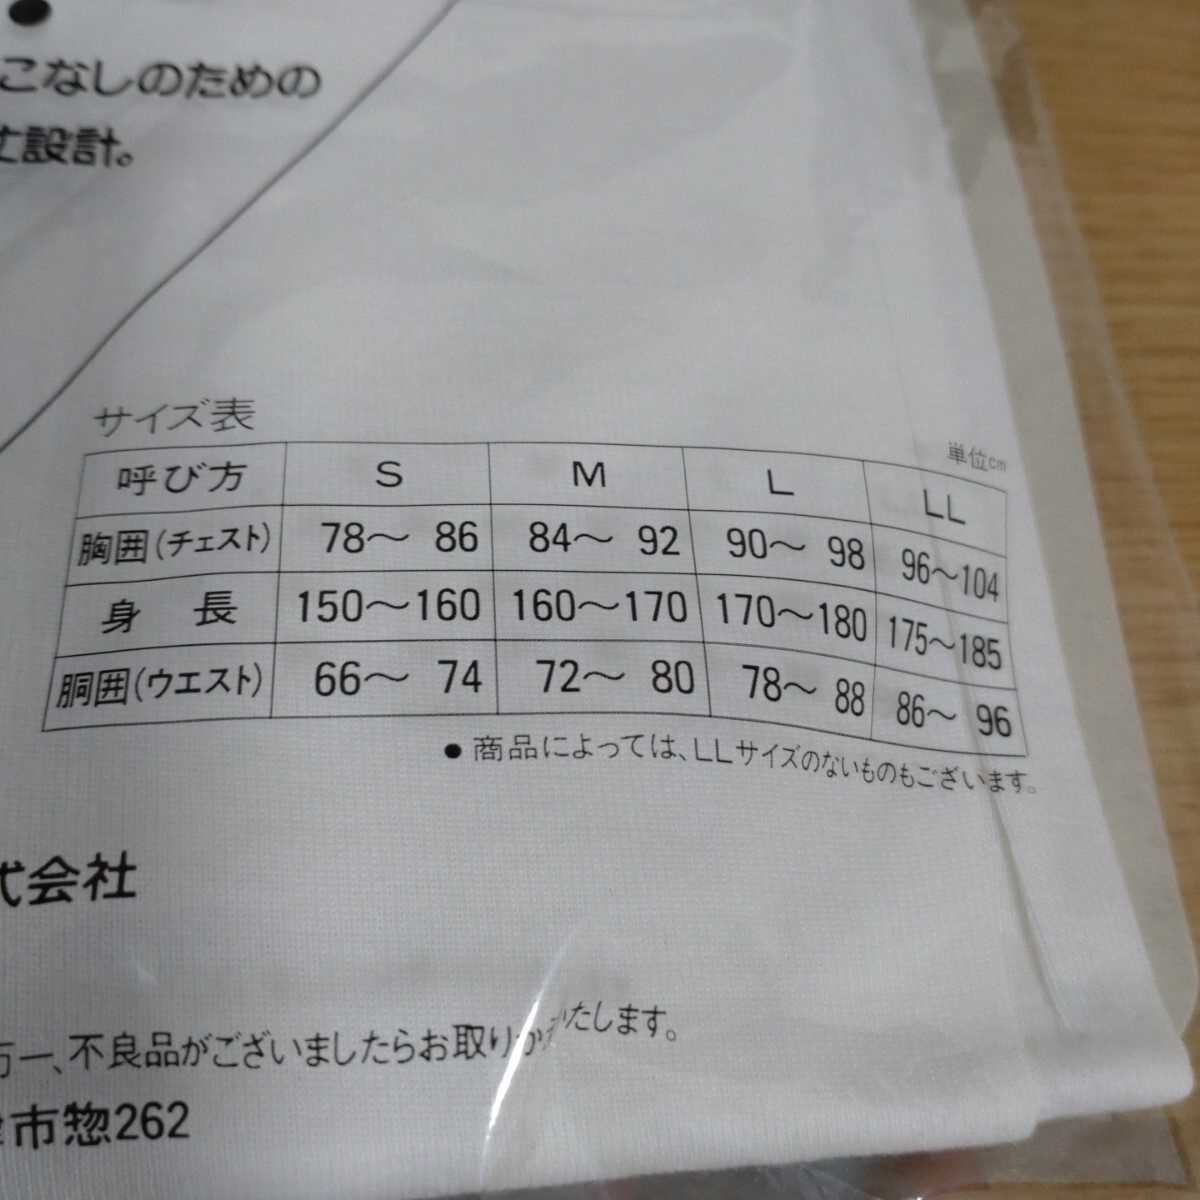 こなしのための
丈設計。
サイズ表
単位cm
呼び方 S M L LL
胸囲(チェスト) 78～ 86 84～ 92 90～ 98 96～104
身 長 150～160 160～170 170～180 175～185
胴囲(ウエスト) 66～ 74 72～ 80 78～ 88 86～ 96
● 商品によっては、LLサイズのないものもございます。
式会社
万一、不良品がございましたらお取りかえいたします。
市惣262